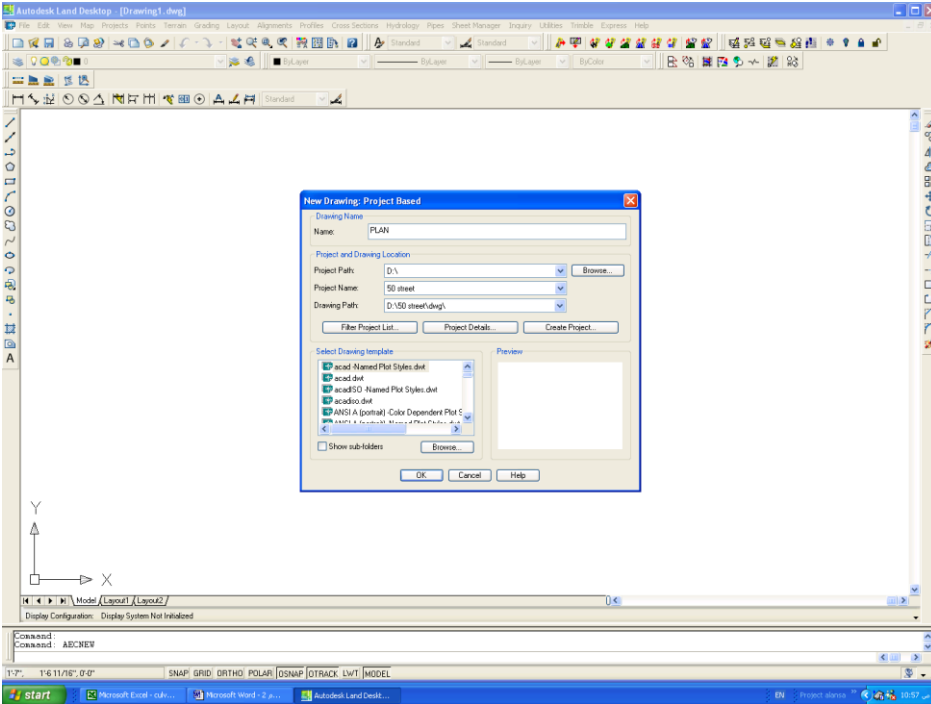 Autodesk Land Desktop - [Drawing1.dwg]
File Edit View Map Projects Points Terrain Grading Layout Alignments Profiles Cross Sections Hydrology Pipes Sheet Manager Inquiry Utilities Trimble Express Help
Standard Standard
0 ByLayer ByLayer ByLayer ByColor
Standard
New Drawing: Project Based
Drawing Name
Name: PLAN
Project and Drawing Location
Project Path: D:\ Browse...
Project Name: 50 street
Drawing Path: D:\50 street\dwg\
Filter Project List... Project Details... Create Project...
Select Drawing template Preview
acad -Named Plot Styles.dwt
acad.dwt
acadISO -Named Plot Styles.dwt
acadiso.dwt
ANSI A (portrait) -Color Dependent Plot S
Show sub-folders Browse...
OK Cancel Help
Y
X
Model Layout1 Layout2
Display Configuration: Display System Not Initialized
Command:
Command: AECNEW
1'-7", 1'-6 11/16", 0'-0" SNAP GRID ORTHO POLAR OSNAP OTRACK LWT MODEL
start Microsoft Excel - culv... Microsoft Word - 2 Autodesk Land Deskt... EN Project alansa 10:57